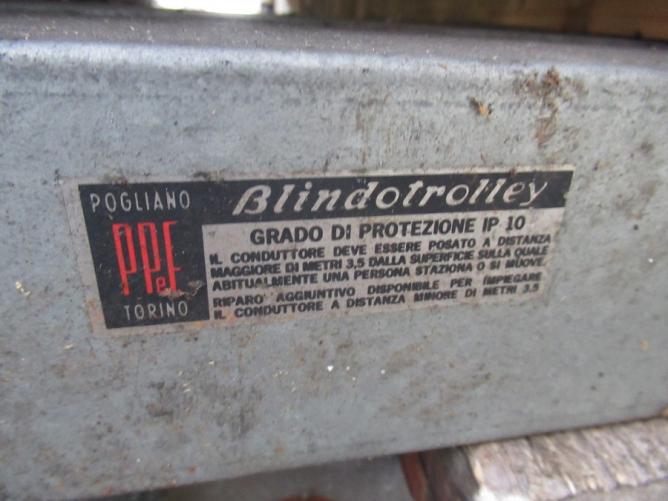 POGLIANO
PPeF
TORINO
Blindotrolley
GRADO DI PROTEZIONE IP 10
IL CONDUTTORE DEVE ESSERE POSATO A DISTANZA
MAGGIORE DI METRI 3,5 DALLA SUPERFICIE SULLA QUALE
ABITUALMENTE UNA PERSONA STAZIONA O SI MUOVE.
RIPARO AGGIUNTIVO DISPONIBILE PER IMPIEGARE
IL CONDUTTORE A DISTANZA MINORE DI METRI 3,5